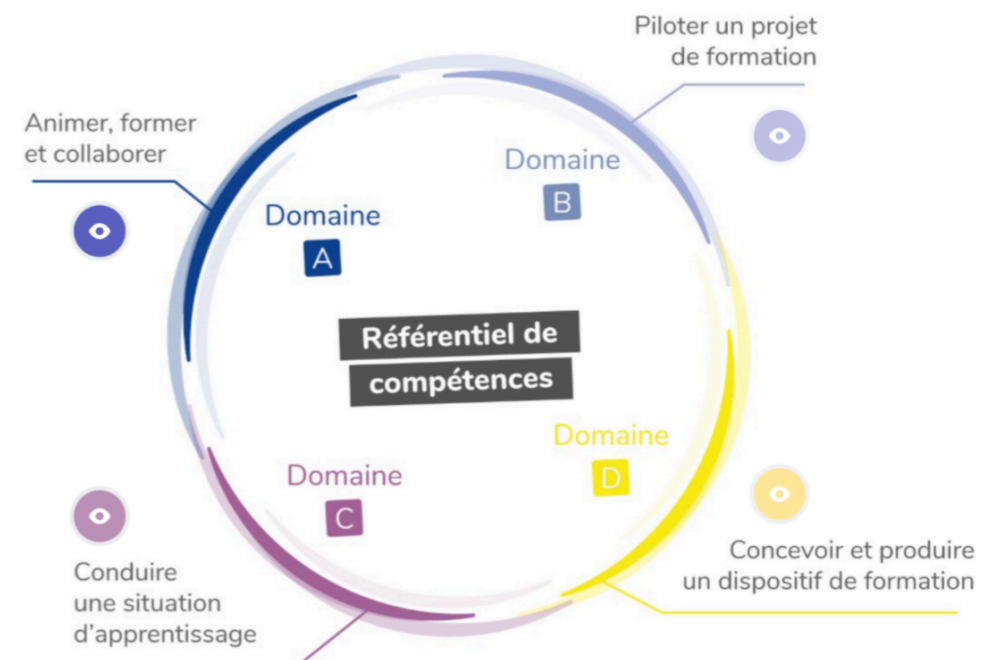 Piloter un projet
de formation
Animer, former
et collaborer
Domaine
B
Domaine
A
Référentiel de
compétences
Domaine
D
Domaine
C
Concevoir et produire
un dispositif de formation
Conduire
une situation
d’apprentissage